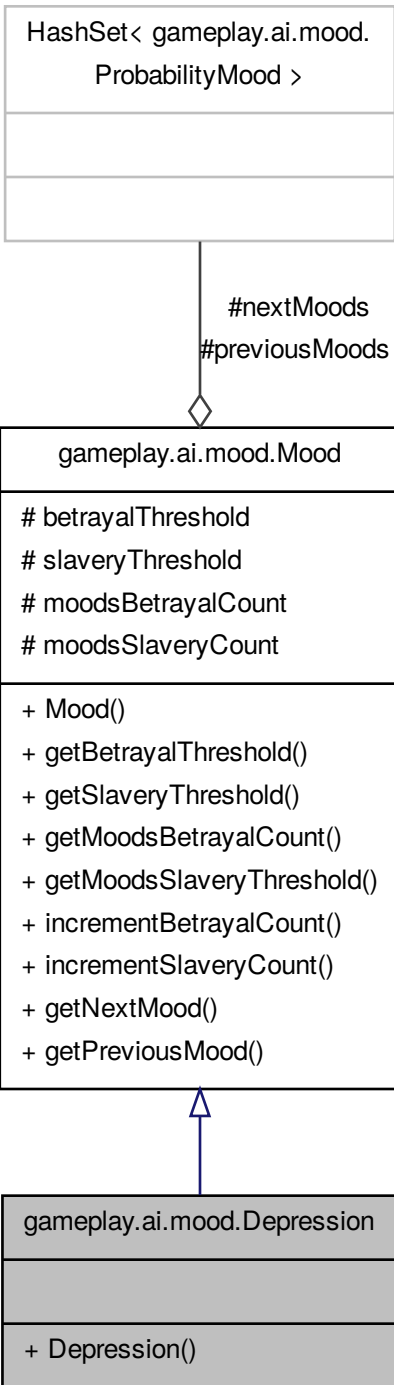 HashSet< gameplay.ai.mood.
ProbabilityMood >
#nextMoods
#previousMoods
gameplay.ai.mood.Mood
# betrayalThreshold
# slaveryThreshold
# moodsBetrayalCount
# moodsSlaveryCount
+ Mood()
+ getBetrayalThreshold()
+ getSlaveryThreshold()
+ getMoodsBetrayalCount()
+ getMoodsSlaveryThreshold()
+ incrementBetrayalCount()
+ incrementSlaveryCount()
+ getNextMood()
+ getPreviousMood()
gameplay.ai.mood.Depression
+ Depression()